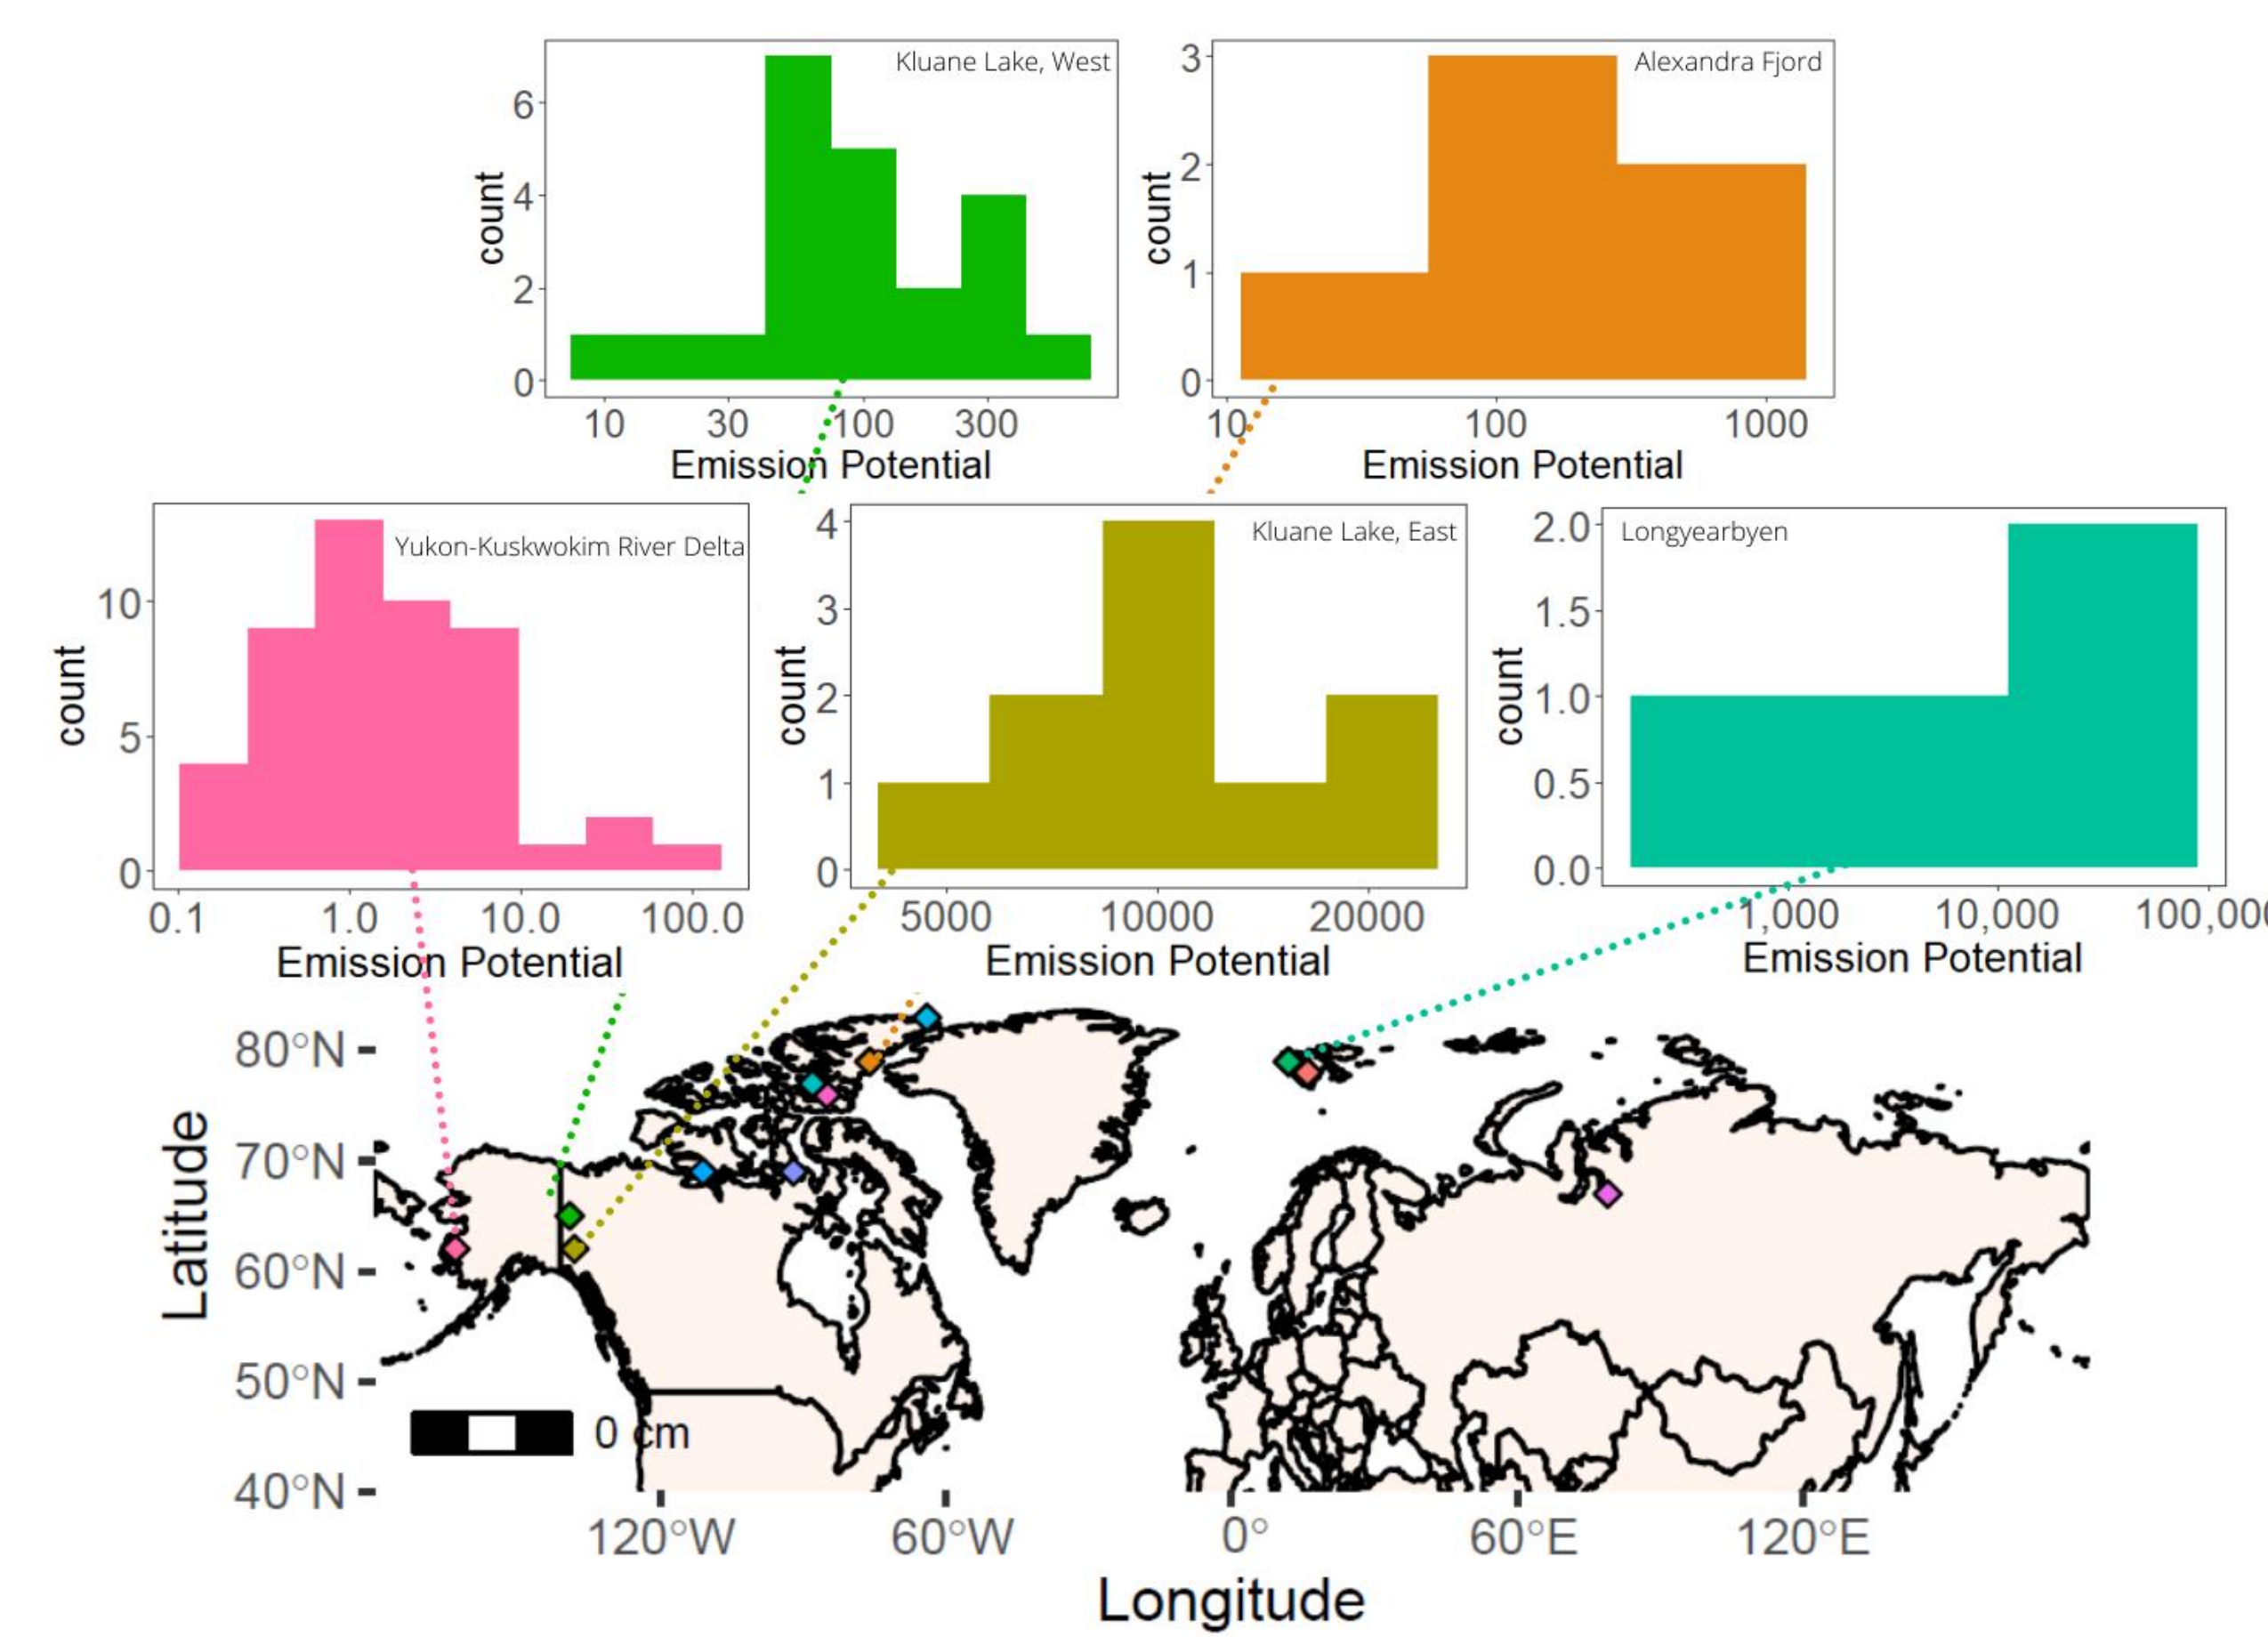 Kluane Lake, West
6
4
2
0
count
10 30 100 300
Emission Potential
Alexandra Fjord
3
2
1
0
count
10 100 1000
Emission Potential
Yukon-Kuskwokim River Delta
10
5
0
count
0.1 1.0 10.0 100.0
Emission Potential
Kluane Lake, East
4
3
2
1
0
count
5000 10000 20000
Emission Potential
Longyearbyen
2.0
1.5
1.0
0.5
0.0
count
1,000 10,000 100,000
Emission Potential
80°N
70°N
60°N
50°N
40°N
Latitude
0 cm
120°W 60°W 0° 60°E 120°E
Longitude